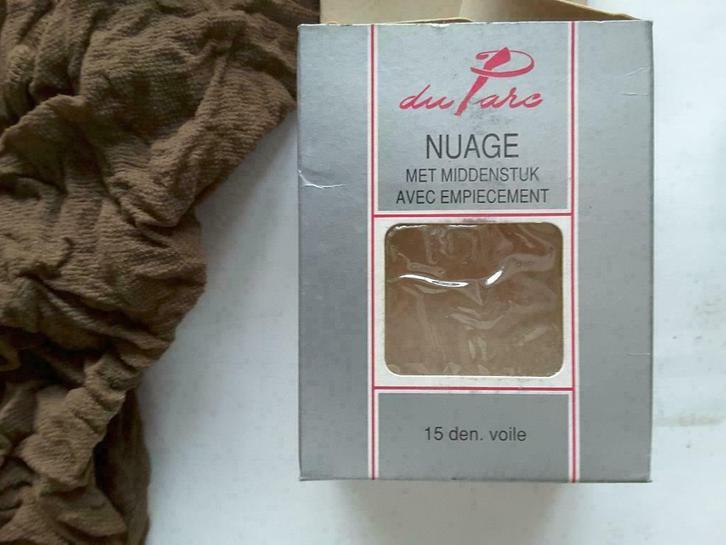 du Parc
NUAGE
MET MIDDENSTUK
AVEC EMPIECEMENT
15 den. voile